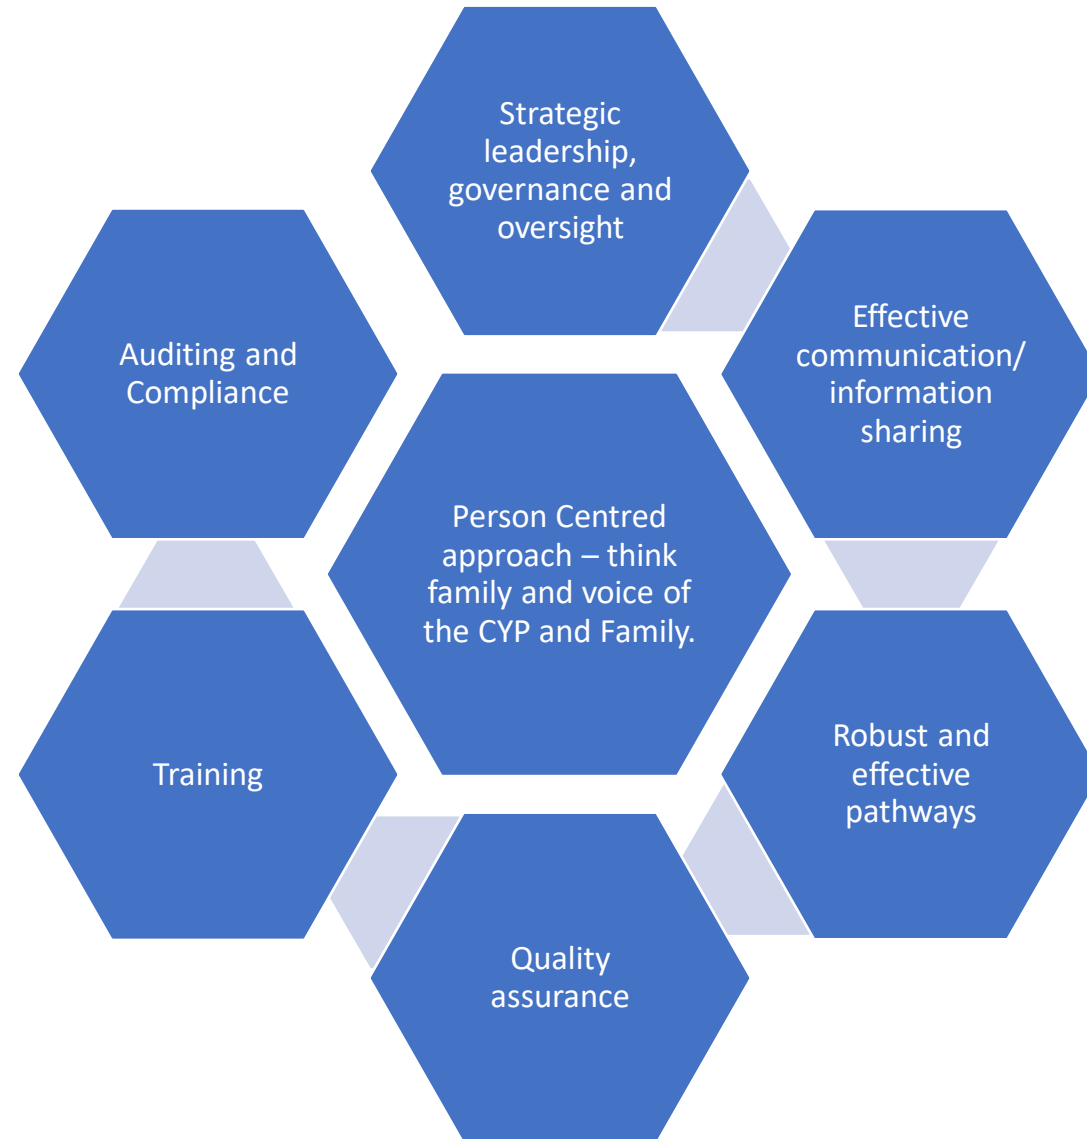 Strategic
leadership,
governance and
oversight
Effective
communication/
information
sharing
Auditing and
Compliance
Person Centred
approach – think
family and voice of
the CYP and Family.
Robust and
effective
pathways
Training
Quality
assurance